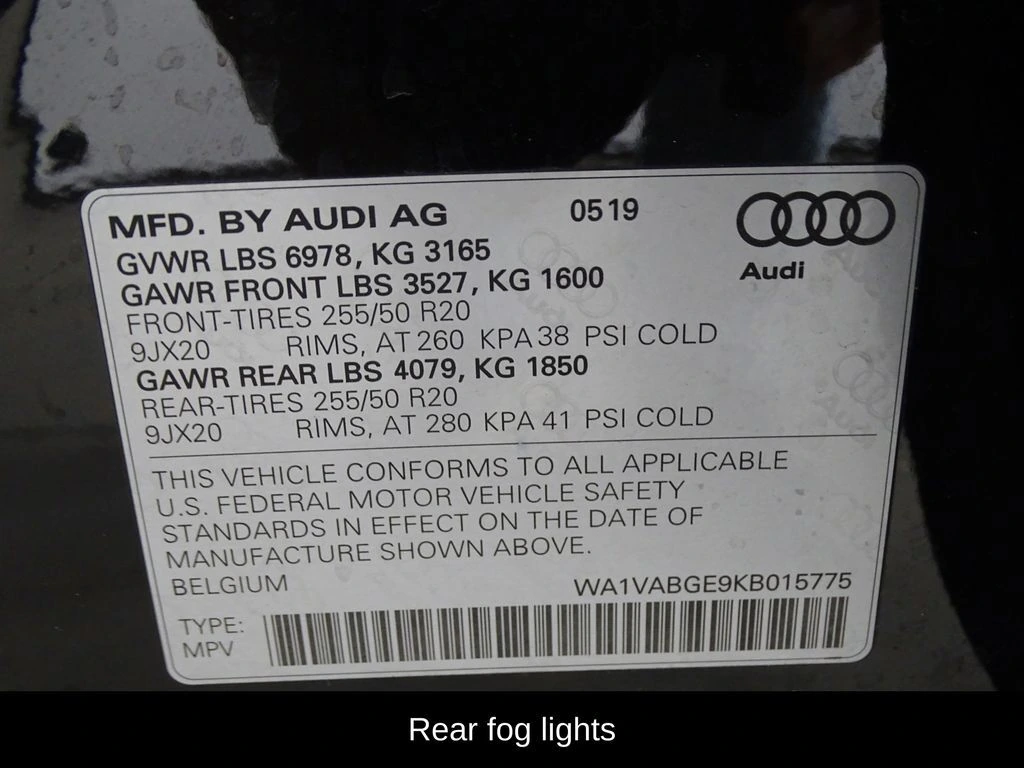 MFD. BY AUDI AG 0519
GVWR LBS 6978, KG 3165
Audi
GAWR FRONT LBS 3527, KG 1600
FRONT-TIRES 255/50 R20
9JX20 RIMS, AT 260 KPA 38 PSI COLD
GAWR REAR LBS 4079, KG 1850
REAR-TIRES 255/50 R20
9JX20 RIMS, AT 280 KPA 41 PSI COLD
THIS VEHICLE CONFORMS TO ALL APPLICABLE
U.S. FEDERAL MOTOR VEHICLE SAFETY
STANDARDS IN EFFECT ON THE DATE OF
MANUFACTURE SHOWN ABOVE.
BELGIUM WA1VABGE9KB015775
TYPE:
MPV
Rear fog lights